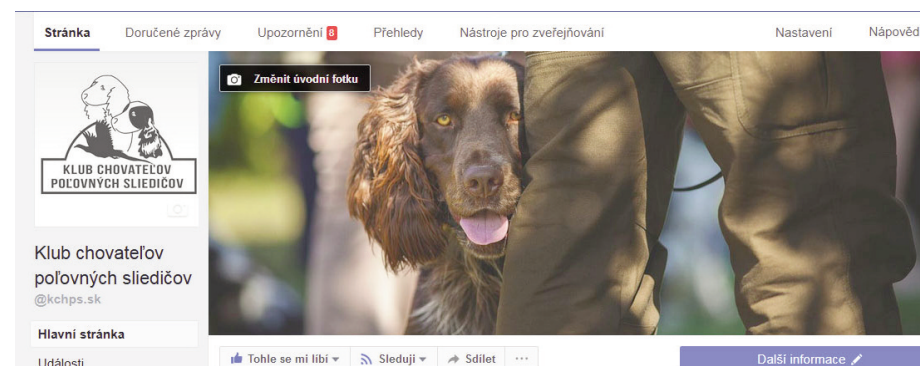 Stránka
Doručené zprávy
Upozornění 8
Přehledy
Nástroje pro zveřejňování
Nastavení
Nápověd
Změnit úvodní fotku
KLUB CHOVATEĽOV
POĽOVNÝCH SLIEDIČOV
Klub chovateľov
poľovných sliedičov
@kchps.sk
Hlavní stránka
Události
Tohle se mi líbí
Sleduji
Sdílet
Další informace